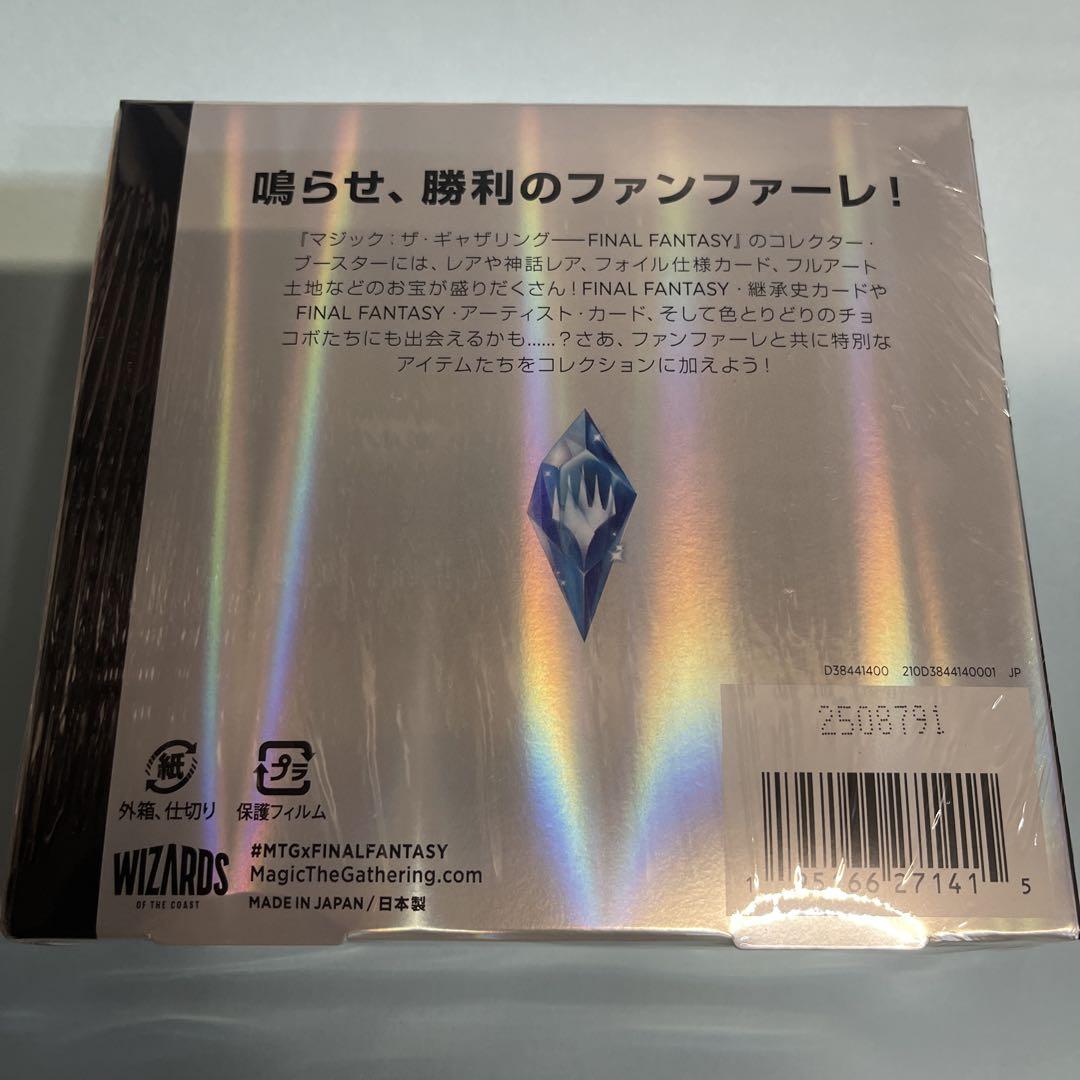 鳴らせ、勝利のファンファーレ!
『マジック:ザ・ギャザリング——FINAL FANTASY』のコレクター・
ブースターには、レアや神話レア、フォイル仕様カード、フルアート
土地などのお宝が盛りだくさん!FINAL FANTASY・継承史カードや
FINAL FANTASY・アーティスト・カード、そして色とりどりのチョ
コボたちにも出会えるかも……?さあ、ファンファーレと共に特別な
アイテムたちをコレクションに加えよう!
D38441400 210D3844140001 JP
2508791
紙
外箱、仕切り
プラ
保護フィルム
WIZARDS
OF THE COAST
#MTGxFINALFANTASY
MagicTheGathering.com
MADE IN JAPAN / 日本製
27141 5